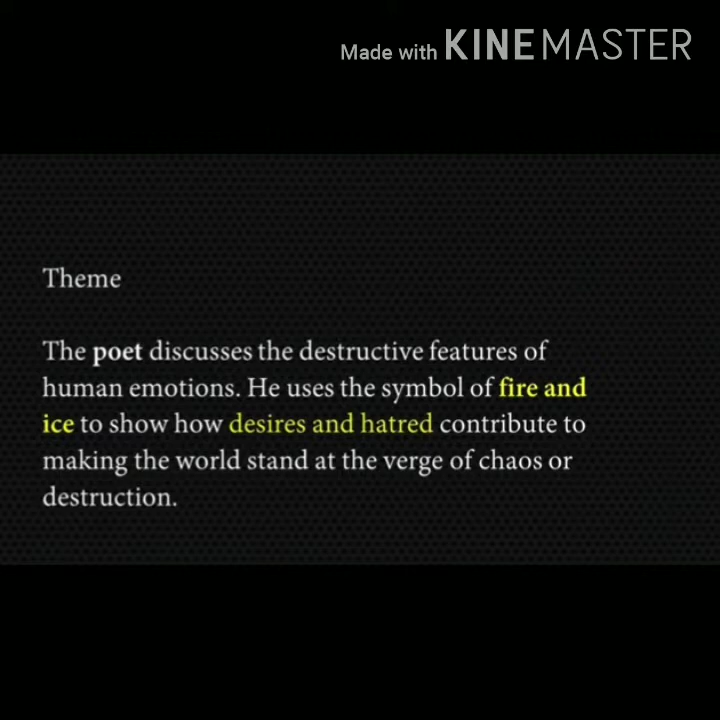 Made with KINEMASTER
Theme
The poet discusses the destructive features of
human emotions. He uses the symbol of fire and
ice to show how desires and hatred contribute to
making the world stand at the verge of chaos or
destruction.